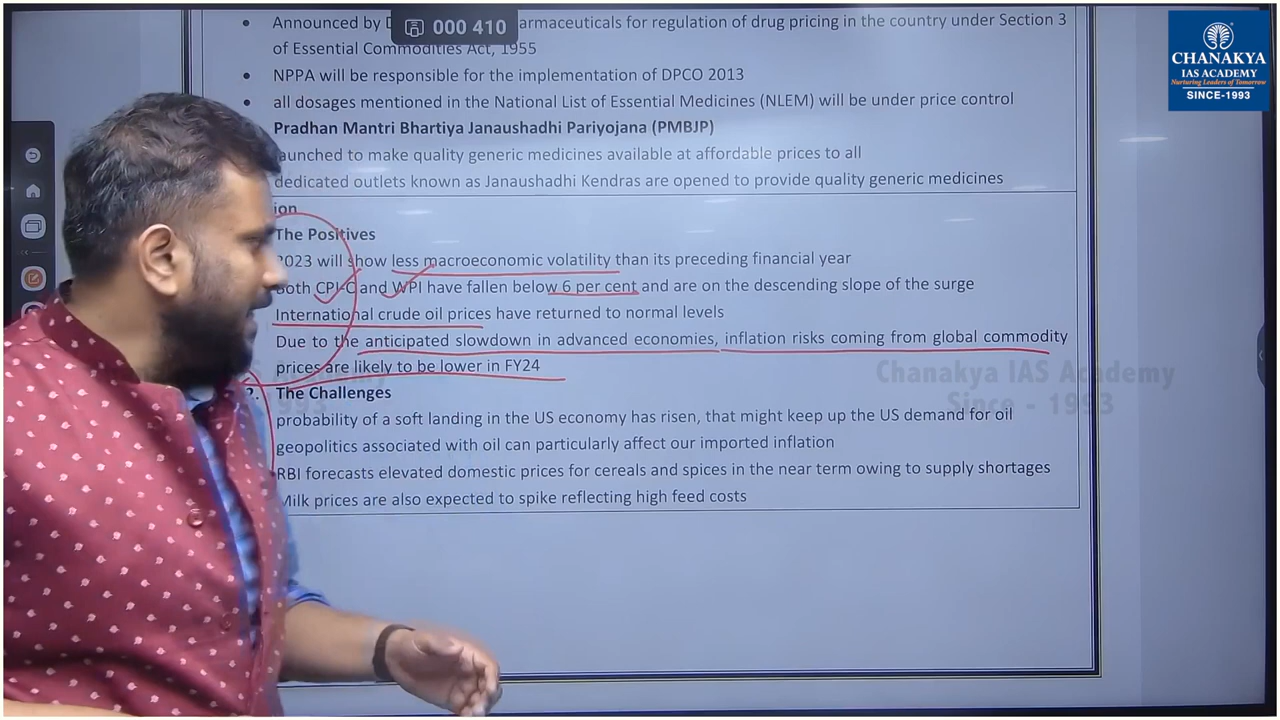 Announced by armaceuticals for regulation of drug pricing in the country under Section 3
000 410
of Essential Commodities Act, 1955
NPPA will be responsible for the implementation of DPCO 2013
all dosages mentioned in the National List of Essential Medicines (NLEM) will be under price control
Pradhan Mantri Bhartiya Janaushadhi Pariyojana (PMBJP)
launched to make quality generic medicines available at affordable prices to all
dedicated outlets known as Janaushadhi Kendras are opened to provide quality generic medicines
ion
The Positives
2023 will show less macroeconomic volatility than its preceding financial year
Both CPI-C and WPI have fallen below 6 per cent and are on the descending slope of the surge
International crude oil prices have returned to normal levels
Due to the anticipated slowdown in advanced economies, inflation risks coming from global commodity
prices are likely to be lower in FY24
2. The Challenges
probability of a soft landing in the US economy has risen, that might keep up the US demand for oil
geopolitics associated with oil can particularly affect our imported inflation
RBI forecasts elevated domestic prices for cereals and spices in the near term owing to supply shortages
Milk prices are also expected to spike reflecting high feed costs
Chanakya IAS Academy
Since - 1993
CHANAKYA
IAS ACADEMY
Nurturing Leaders of Tomorrow
SINCE-1993